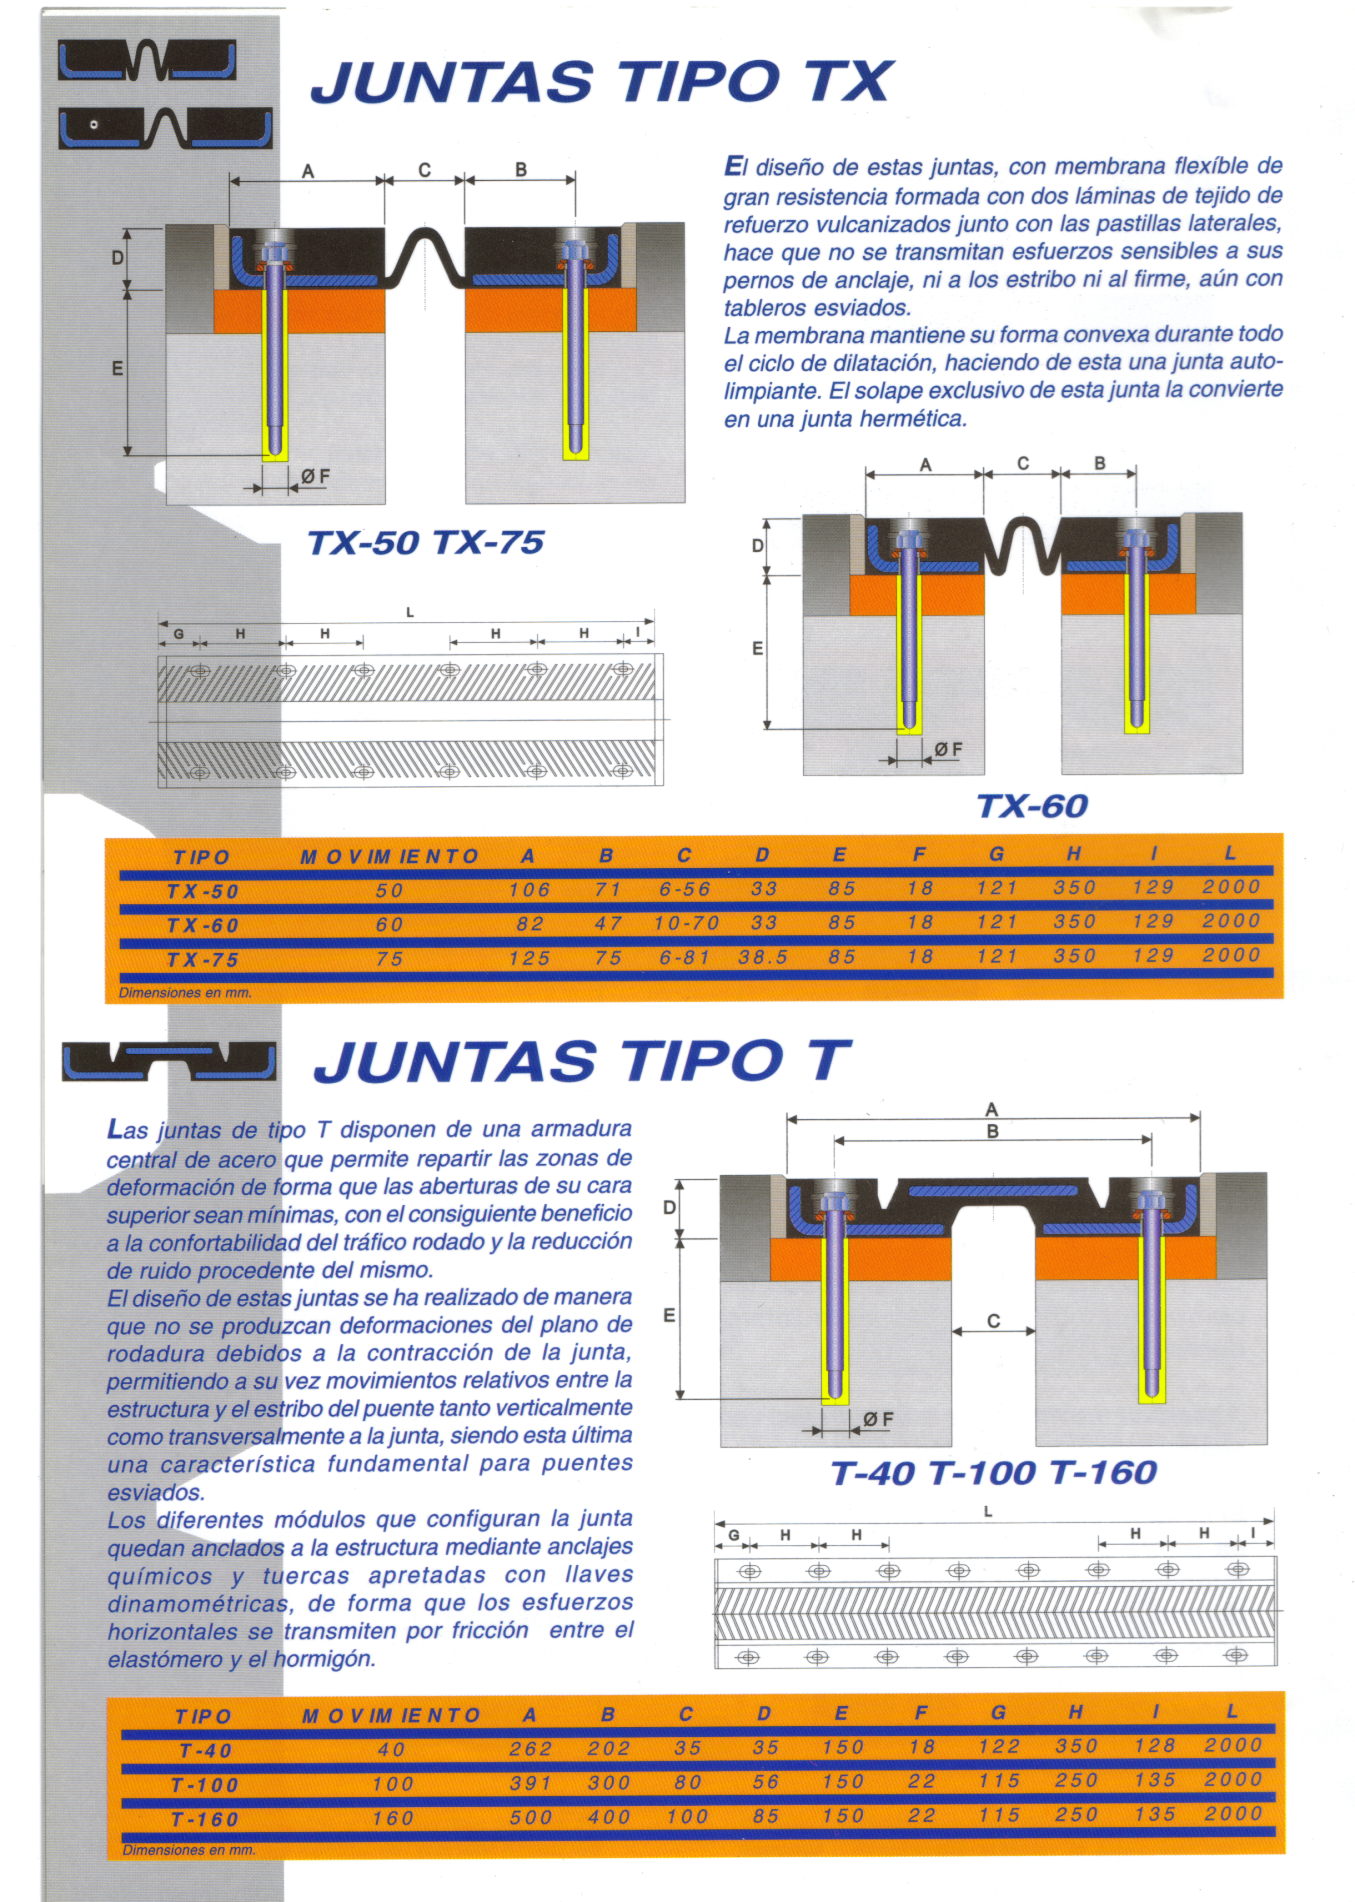 JUNTAS TIPO TX
El diseño de estas juntas, con membrana flexíble de
gran resistencia formada con dos láminas de tejido de
refuerzo vulcanizados junto con las pastillas laterales,
hace que no se transmitan esfuerzos sensibles a sus
pernos de anclaje, ni a los estribo ni al firme, aún con
tableros esviados.
La membrana mantiene su forma convexa durante todo
el ciclo de dilatación, haciendo de esta una junta auto-
limpiante. El solape exclusivo de esta junta la convierte
en una junta hermética.
A C B
D
E
Ø F
TX-50 TX-75
A C B
D
E
Ø F
TX-60
L
G H H H H I
TIPO MOVIMIENTO A B C D E F G H I L
TX-50 50 106 71 6-56 33 85 18 121 350 129 2000
TX-60 60 82 47 10-70 33 85 18 121 350 129 2000
TX-75 75 125 75 6-81 38.5 85 18 121 350 129 2000
Dimensiones en mm.
JUNTAS TIPO T
Las juntas de tipo T disponen de una armadura
central de acero que permite repartir las zonas de
deformación de forma que las aberturas de su cara
superior sean mínimas, con el consiguiente beneficio
a la confortabilidad del tráfico rodado y la reducción
de ruido procedente del mismo.
El diseño de estas juntas se ha realizado de manera
que no se produzcan deformaciones del plano de
rodadura debidos a la contracción de la junta,
permitiendo a su vez movimientos relativos entre la
estructura y el estribo del puente tanto verticalmente
como transversalmente a la junta, siendo esta última
una característica fundamental para puentes
esviados.
Los diferentes módulos que configuran la junta
quedan anclados a la estructura mediante anclajes
químicos y tuercas apretadas con llaves
dinamométricas, de forma que los esfuerzos
horizontales se transmiten por fricción entre el
elastómero y el hormigón.
A
B
D
E
C
Ø F
T-40 T-100 T-160
L
G H H H H I
TIPO MOVIMIENTO A B C D E F G H I L
T-40 40 262 202 35 35 150 18 122 350 128 2000
T-100 100 391 300 80 56 150 22 115 250 135 2000
T-160 160 500 400 100 85 150 22 115 250 135 2000
Dimensiones en mm.